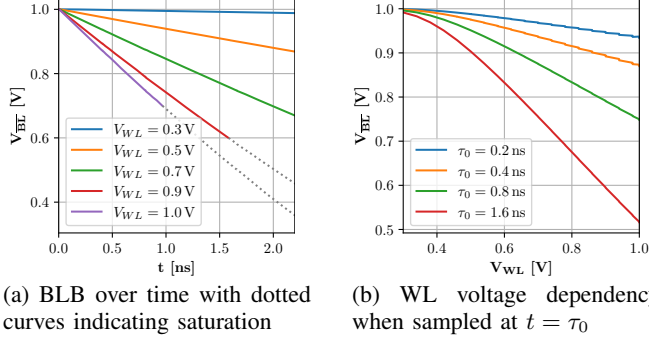 1.0
0.8
0.6
0.4
V_BL [V]
0.0
0.5
1.0
1.5
2.0
t [ns]
V_WL = 0.3 V
V_WL = 0.5 V
V_WL = 0.7 V
V_WL = 0.9 V
V_WL = 1.0 V
1.0
0.9
0.8
0.7
0.6
0.5
V_BL [V]
0.4
0.6
0.8
1.0
V_WL [V]
τ0 = 0.2 ns
τ0 = 0.4 ns
τ0 = 0.8 ns
τ0 = 1.6 ns
(a) BLB over time with dotted
curves indicating saturation
(b) WL voltage dependency
when sampled at t = τ0